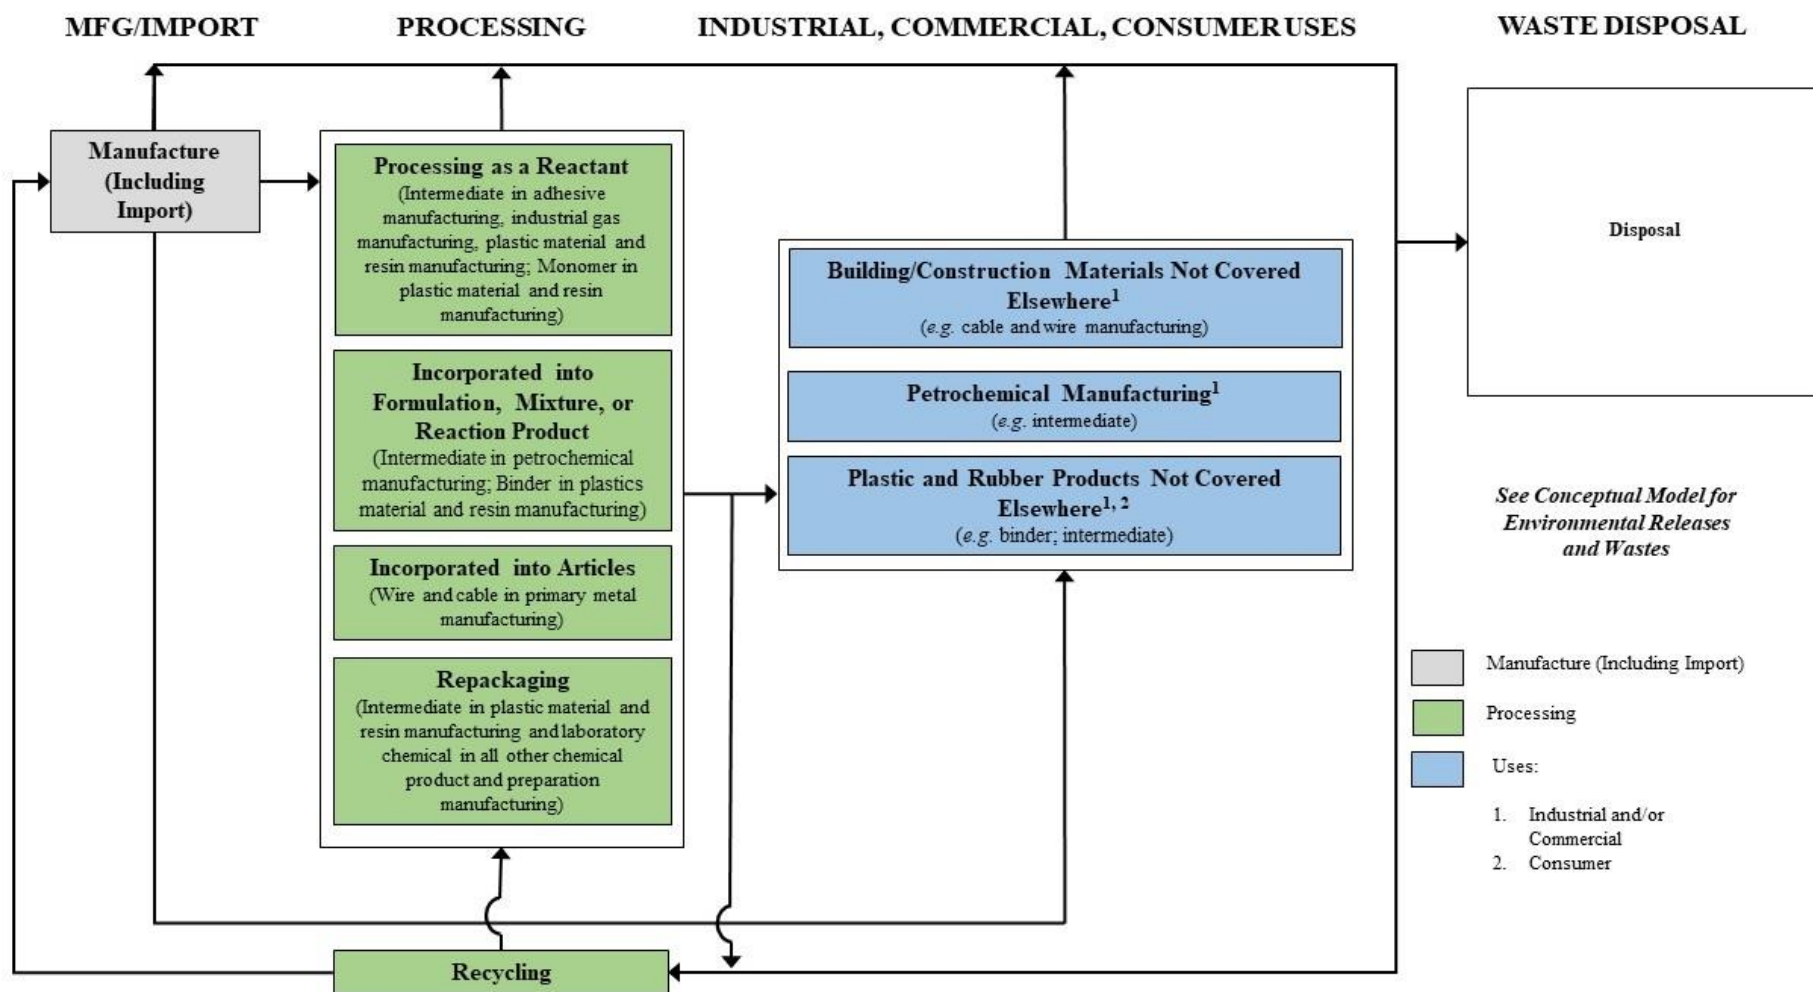 MFG/IMPORT
PROCESSING
INDUSTRIAL, COMMERCIAL, CONSUMER USES
WASTE DISPOSAL
Manufacture
(Including
Import)
Processing as a Reactant
(Intermediate in adhesive
manufacturing, industrial gas
manufacturing, plastic material and
resin manufacturing; Monomer in
plastic material and resin
manufacturing)
Incorporated into
Formulation, Mixture, or
Reaction Product
(Intermediate in petrochemical
manufacturing; Binder in plastics
material and resin manufacturing)
Incorporated into Articles
(Wire and cable in primary metal
manufacturing)
Repackaging
(Intermediate in plastic material and
resin manufacturing and laboratory
chemical in all other chemical
product and preparation
manufacturing)
Recycling
Building/Construction Materials Not Covered
Elsewhere1
(e.g. cable and wire manufacturing)
Petrochemical Manufacturing1
(e.g. intermediate)
Plastic and Rubber Products Not Covered
Elsewhere1, 2
(e.g. binder; intermediate)
Disposal
See Conceptual Model for
Environmental Releases
and Wastes
Manufacture (Including Import)
Processing
Uses:
1. Industrial and/or
Commercial
2. Consumer